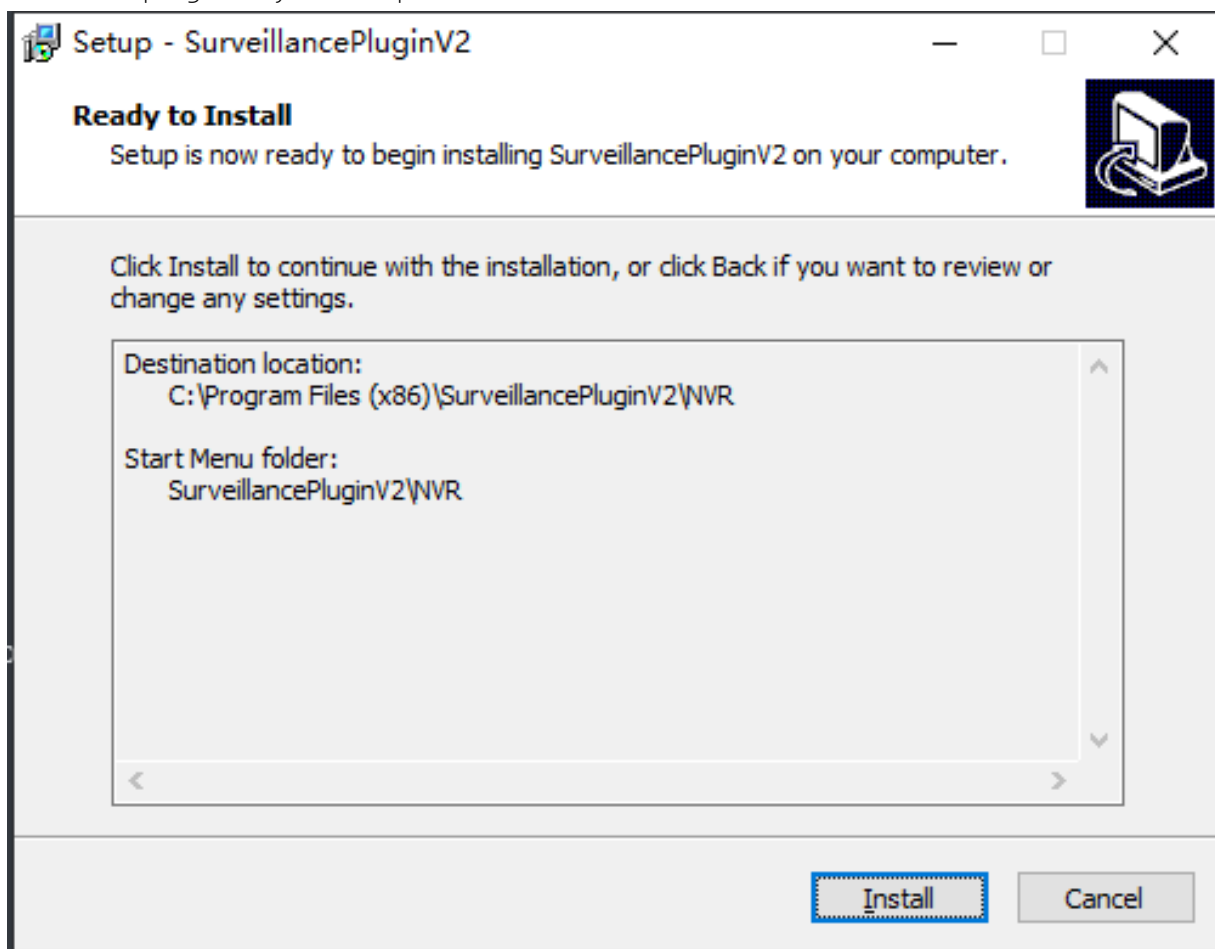 Setup - SurveillancePluginV2
Ready to Install
Setup is now ready to begin installing SurveillancePluginV2 on your computer.
Click Install to continue with the installation, or click Back if you want to review or
change any settings.
Destination location:
C:\Program Files (x86)\SurveillancePluginV2\NVR
Start Menu folder:
SurveillancePluginV2\NVR
Install
Cancel